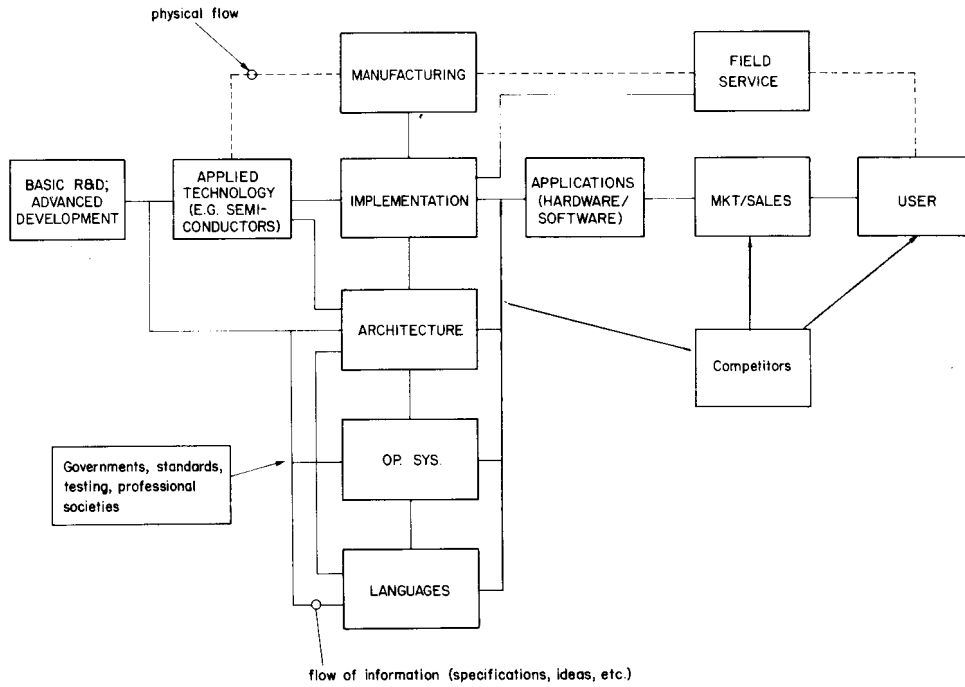 physical flow
MANUFACTURING
FIELD
SERVICE
BASIC R&D;
ADVANCED
DEVELOPMENT
APPLIED
TECHNOLOGY
(E.G. SEMI-
CONDUCTORS)
IMPLEMENTATION
APPLICATIONS
(HARDWARE/
SOFTWARE)
MKT/SALES
USER
ARCHITECTURE
Competitors
OP. SYS.
Governments, standards,
testing, professional
societies
LANGUAGES
flow of information (specifications, ideas, etc.)